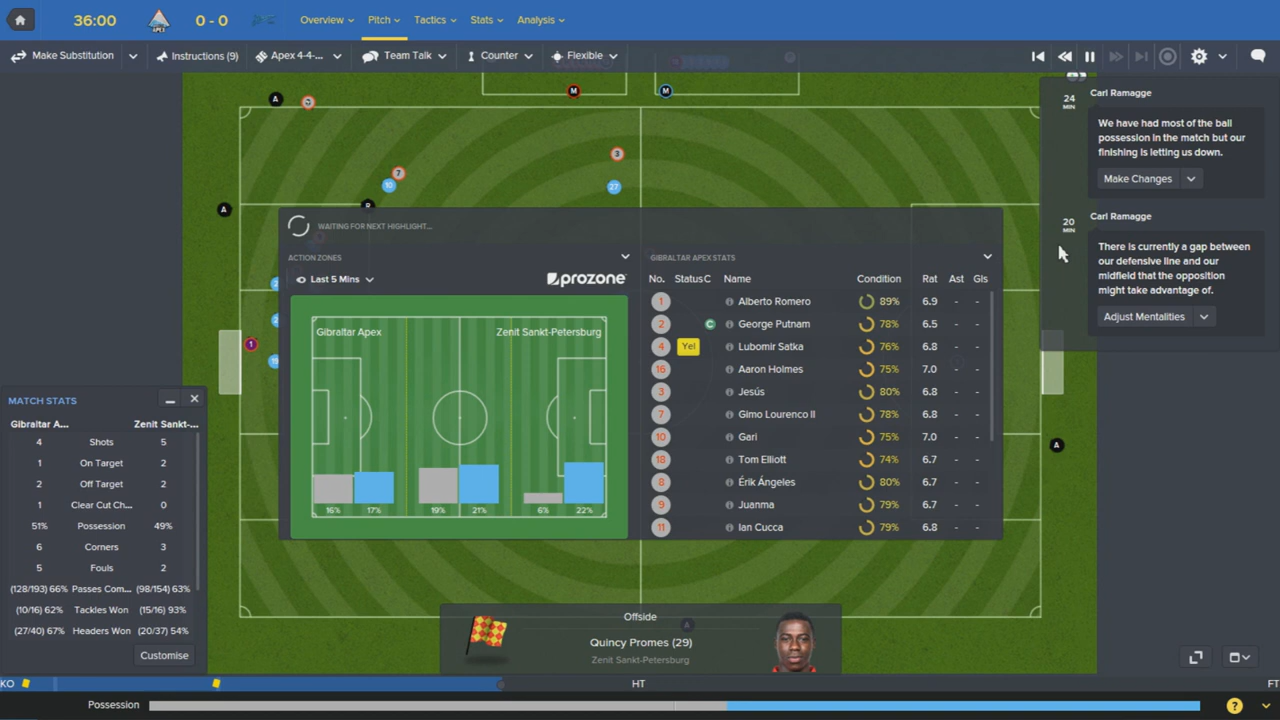 36:00
APEX
0 - 0
Overview
Pitch
Tactics
Stats
Analysis
Make Substitution
Instructions (9)
Apex 4-4-...
Team Talk
Counter
Flexible
M
M
A
3
7
10
3
27
A
R
1
A
A
24
MIN
Carl Ramagge
We have had most of the ball
possession in the match but our
finishing is letting us down.
Make Changes
20
MIN
Carl Ramagge
There is currently a gap between
our defensive line and our
midfield that the opposition
might take advantage of.
Adjust Mentalities
WAITING FOR NEXT HIGHLIGHT...
ACTION ZONES
Last 5 Mins
prozone
Gibraltar Apex
Zenit Sankt-Petersburg
16% 17% 19% 21% 6% 22%
GIBRALTAR APEX STATS
No. Status C Name Condition Rat Ast Gls
1 Alberto Romero 89% 6.9 - -
2 C George Putnam 78% 6.5 - -
4 Yel Lubomir Satka 76% 6.8 - -
16 Aaron Holmes 75% 7.0 - -
3 Jesús 80% 6.8 - -
7 Gimo Lourenco II 78% 6.8 - -
10 Gari 75% 7.0 - -
18 Tom Elliott 74% 6.7 - -
8 Érik Ángeles 80% 6.7 - -
9 Juanma 79% 6.7 - -
11 Ian Cucca 79% 6.8 - -
MATCH STATS
Gibraltar A... Zenit Sankt-...
4 Shots 5
1 On Target 2
2 Off Target 2
1 Clear Cut Ch... 0
51% Possession 49%
6 Corners 3
5 Fouls 2
(128/193) 66% Passes Com... (98/154) 63%
(10/16) 62% Tackles Won (15/16) 93%
(27/40) 67% Headers Won (20/37) 54%
Customise
Offside
Quincy Promes (29)
Zenit Sankt-Petersburg
KO
HT
FT
Possession
?